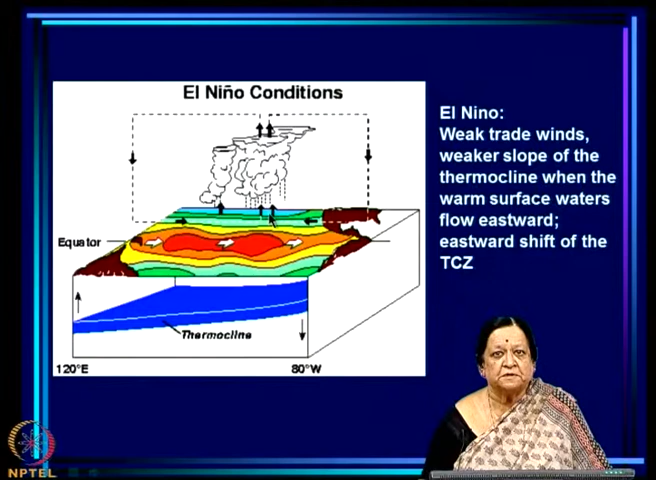 El Niño Conditions
Equator
Thermocline
120°E
80°W
El Nino:
Weak trade winds,
weaker slope of the
thermocline when the
warm surface waters
flow eastward;
eastward shift of the
TCZ
NPTEL